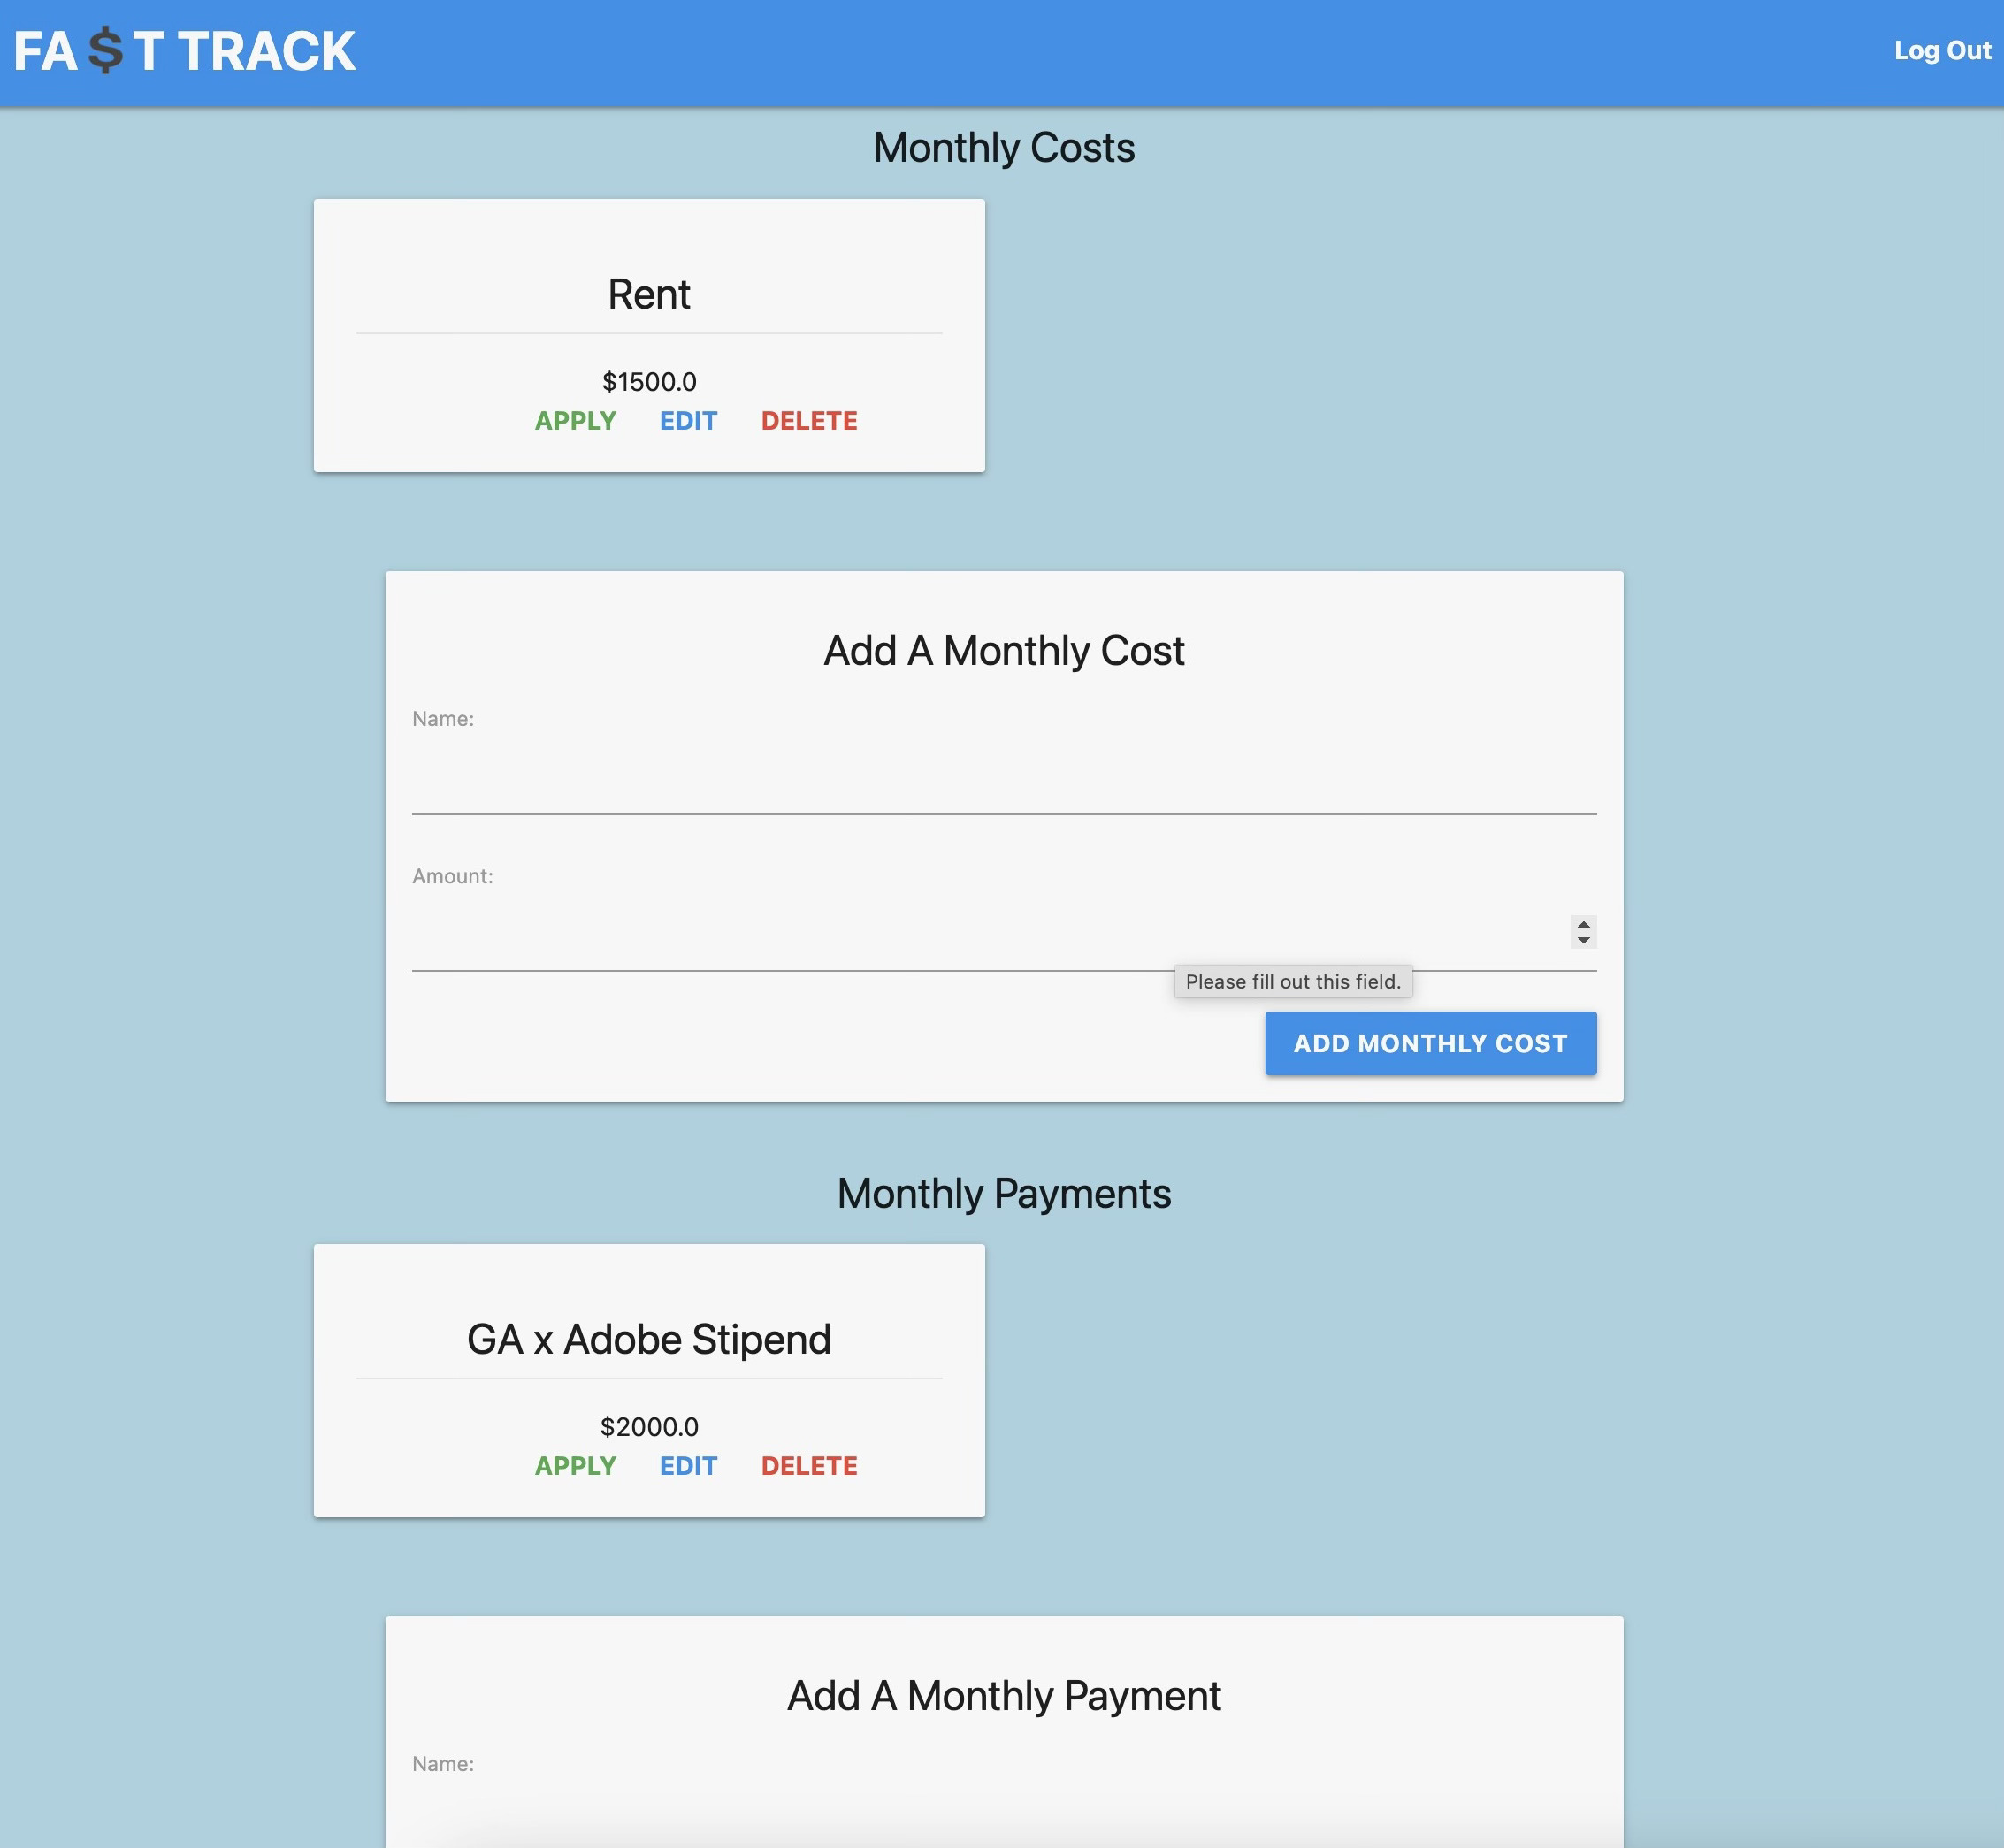 FA$T TRACK
Log Out
Monthly Costs
Rent
$1500.0
APPLY EDIT DELETE
Add A Monthly Cost
Name:
Amount:
Please fill out this field.
ADD MONTHLY COST
Monthly Payments
GA x Adobe Stipend
$2000.0
APPLY EDIT DELETE
Add A Monthly Payment
Name: